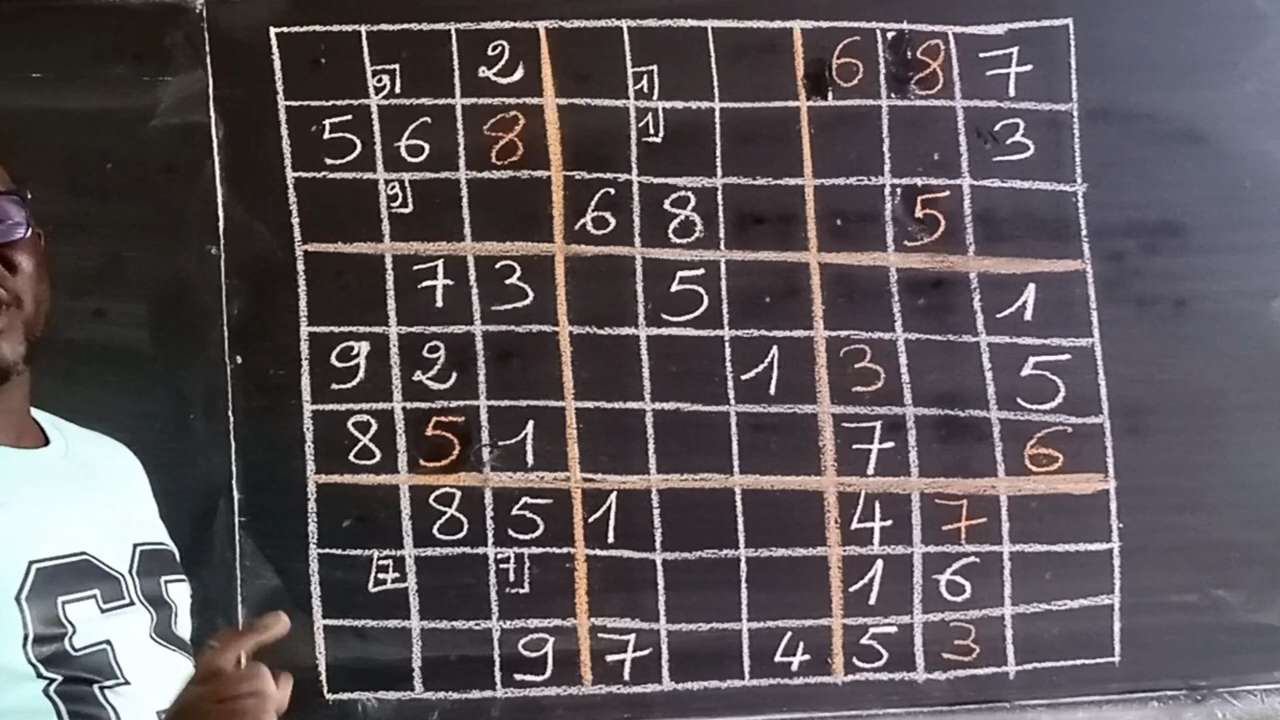 9 2 1 6 8 7
5 6 8 1 3
9 6 8 5
7 3 5 1
9 2 1 3 5
8 5 1 7 6
8 5 1 4 7
7 7 1 6
9 7 4 5 3